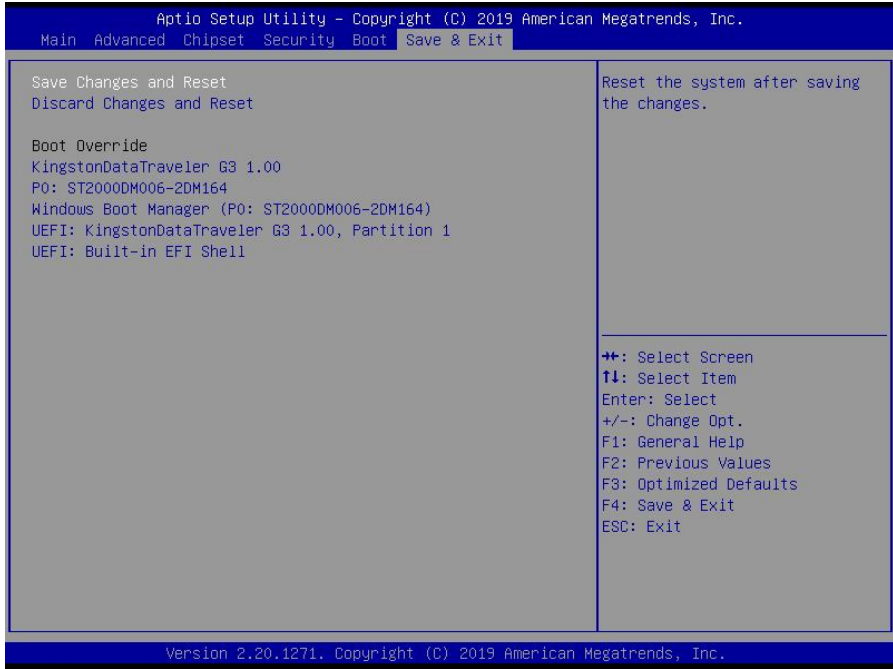 Aptio Setup Utility – Copyright (C) 2019 American Megatrends, Inc.
Main Advanced Chipset Security Boot Save & Exit
Save Changes and Reset
Discard Changes and Reset
Boot Override
KingstonDataTraveler G3 1.00
P0: ST2000DM006-2DM164
Windows Boot Manager (P0: ST2000DM006-2DM164)
UEFI: KingstonDataTraveler G3 1.00, Partition 1
UEFI: Built-in EFI Shell
Reset the system after saving
the changes.
→←: Select Screen
↑↓: Select Item
Enter: Select
+/-: Change Opt.
F1: General Help
F2: Previous Values
F3: Optimized Defaults
F4: Save & Exit
ESC: Exit
Version 2.20.1271. Copyright (C) 2019 American Megatrends, Inc.